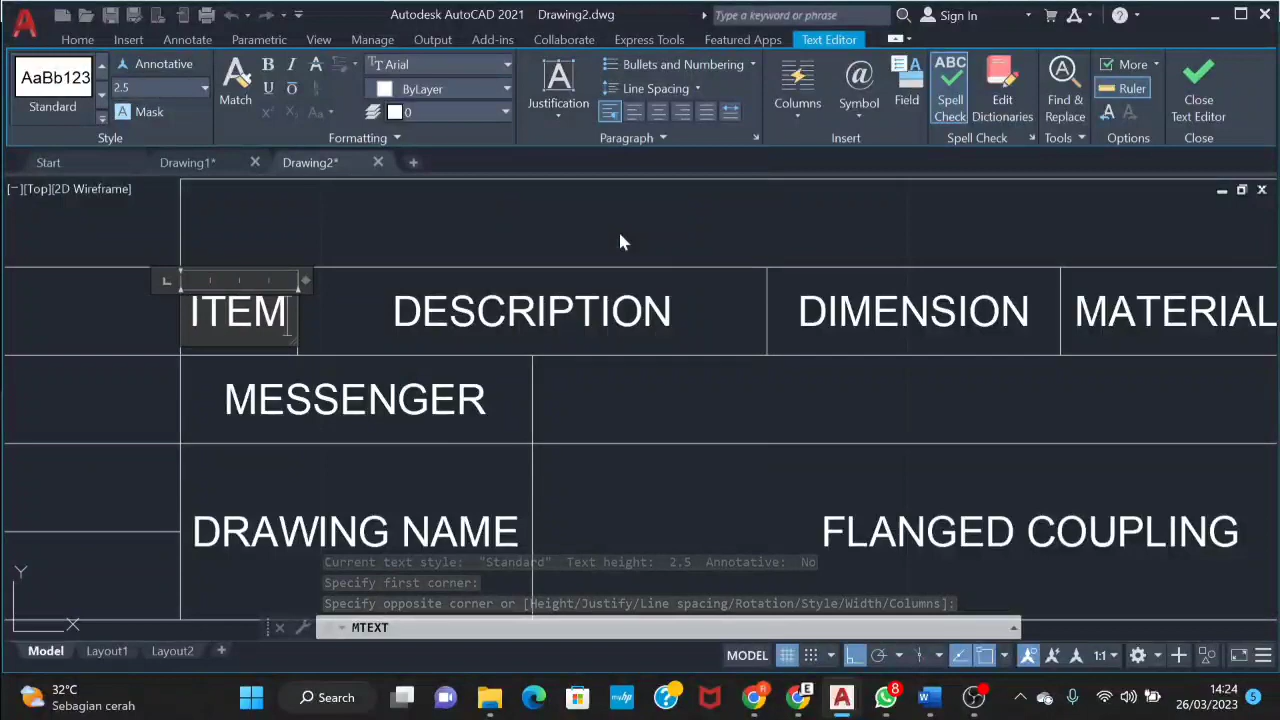 Autodesk AutoCAD 2021 Drawing2.dwg Type a keyword or phrase Sign In
Home Insert Annotate Parametric View Manage Output Add-ins Collaborate Express Tools Featured Apps Text Editor
AaBb123 Annotative Arial Bullets and Numbering More
Standard 2.5 Match ByLayer Justification Line Spacing Columns Symbol Field Spell Check Edit Dictionaries Find & Replace Ruler Close Text Editor
Mask 0
Style Formatting Paragraph Insert Spell Check Tools Options Close
Start Drawing1* Drawing2*
[−][Top][2D Wireframe]
ITEM DESCRIPTION DIMENSION MATERIAL
MESSENGER
DRAWING NAME FLANGED COUPLING
Current text style: "Standard" Text height: 2.5 Annotative: No
Specify first corner:
Specify opposite corner or [Height/Justify/Line spacing/Rotation/Style/Width/Columns]:
Y
X
MTEXT
Model Layout1 Layout2 MODEL 1:1
32°C
Sebagian cerah
Search
8
14:24
26/03/2023
5